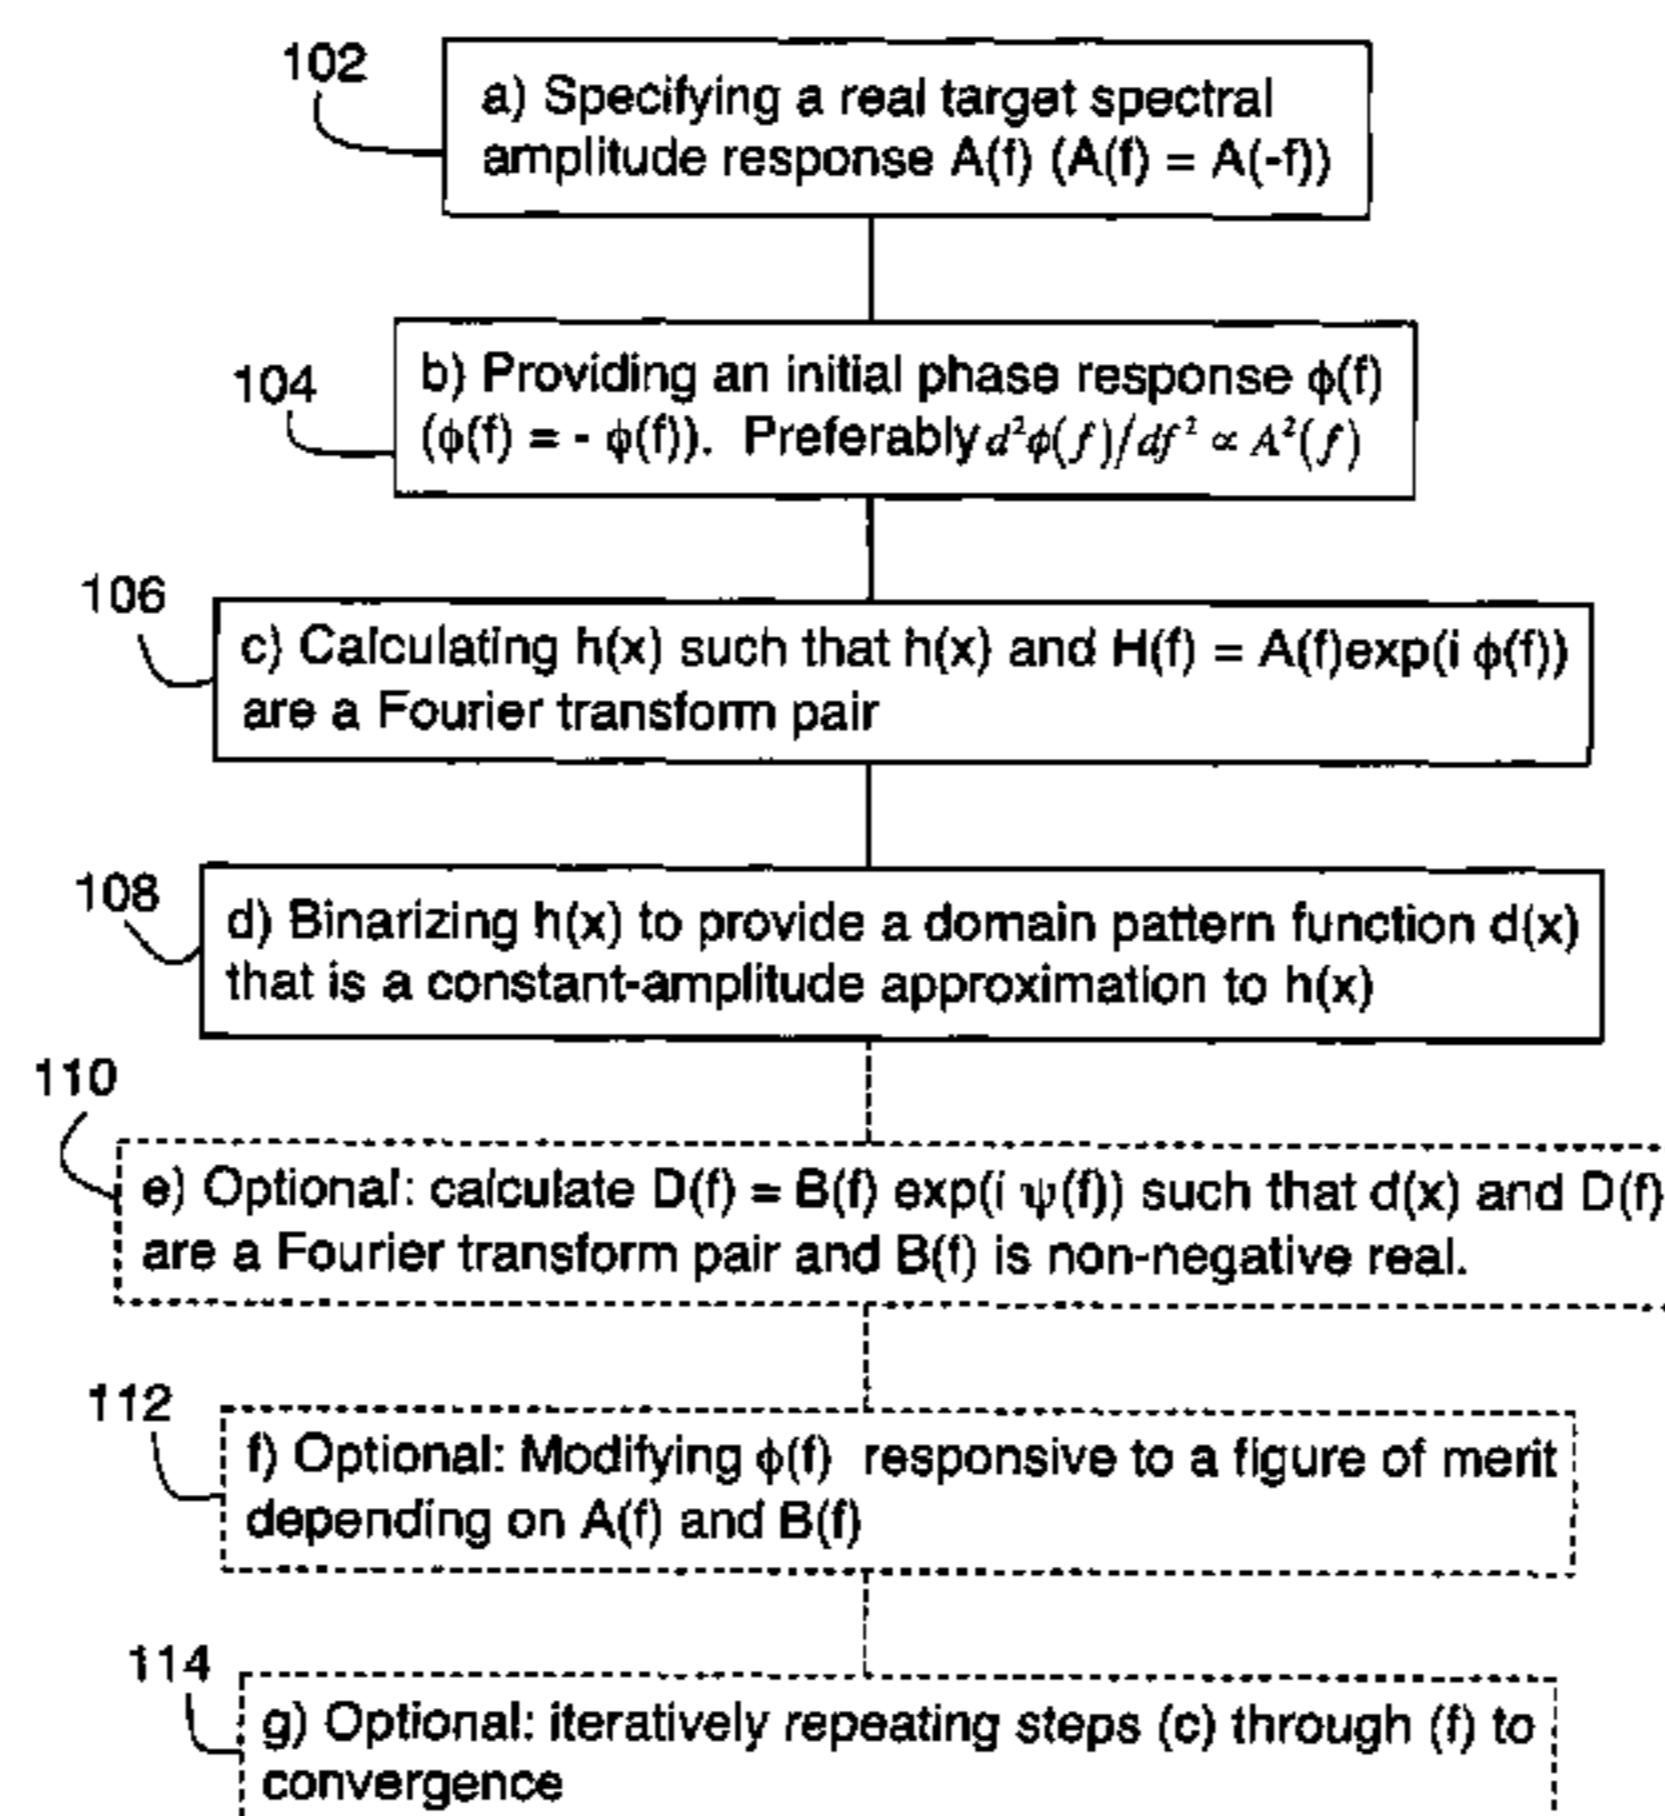 102
a) Specifying a real target spectral
amplitude response A(f) (A(f) = A(-f))
104
b) Providing an initial phase response ϕ(f)
(ϕ(f) = - ϕ(f)). Preferably d²ϕ(f)/df² ∝ A²(f)
106
c) Calculating h(x) such that h(x) and H(f) = A(f)exp(i ϕ(f))
are a Fourier transform pair
108
d) Binarizing h(x) to provide a domain pattern function d(x)
that is a constant-amplitude approximation to h(x)
110
e) Optional: calculate D(f) = B(f) exp(i ψ(f)) such that d(x) and D(f)
are a Fourier transform pair and B(f) is non-negative real.
112
f) Optional: Modifying ϕ(f) responsive to a figure of merit
depending on A(f) and B(f)
114
g) Optional: iteratively repeating steps (c) through (f) to
convergence